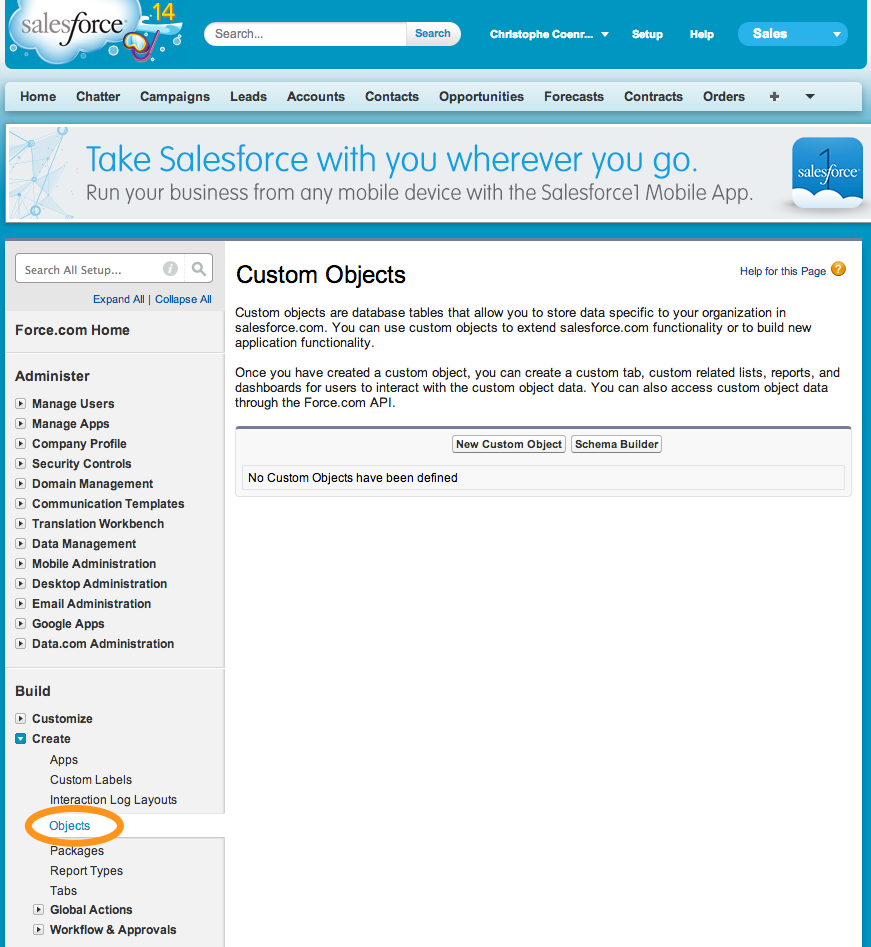 salesforce
14
Search...
Search
Christophe Coenr...
Setup
Help
Sales
Home Chatter Campaigns Leads Accounts Contacts Opportunities Forecasts Contracts Orders +
Take Salesforce with you wherever you go.
Run your business from any mobile device with the Salesforce1 Mobile App.
1
salesforce
Search All Setup...
i
Expand All | Collapse All
Force.com Home
Administer
Manage Users
Manage Apps
Company Profile
Security Controls
Domain Management
Communication Templates
Translation Workbench
Data Management
Mobile Administration
Desktop Administration
Email Administration
Google Apps
Data.com Administration
Build
Customize
Create
Apps
Custom Labels
Interaction Log Layouts
Objects
Packages
Report Types
Tabs
Global Actions
Workflow & Approvals
Custom Objects
Help for this Page ?
Custom objects are database tables that allow you to store data specific to your organization in
salesforce.com. You can use custom objects to extend salesforce.com functionality or to build new
application functionality.
Once you have created a custom object, you can create a custom tab, custom related lists, reports, and
dashboards for users to interact with the custom object data. You can also access custom object data
through the Force.com API.
New Custom Object Schema Builder
No Custom Objects have been defined